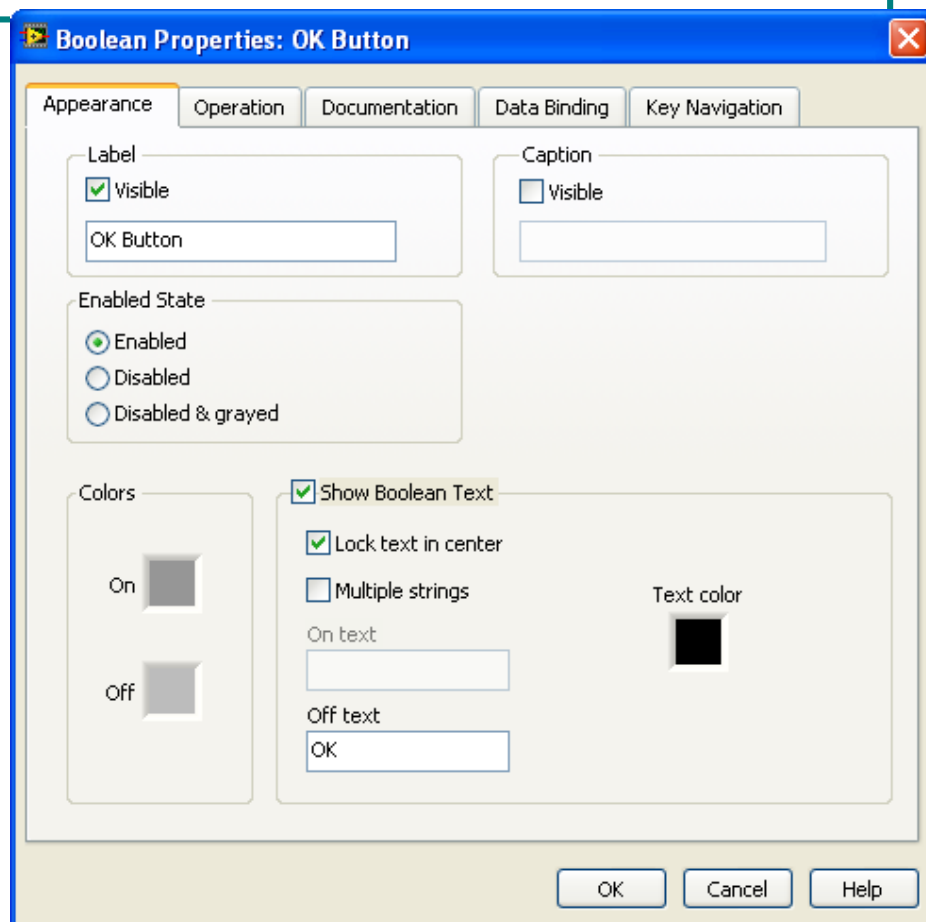 Boolean Properties: OK Button
Appearance Operation Documentation Data Binding Key Navigation
Label
Visible
OK Button
Caption
Visible
Enabled State
Enabled
Disabled
Disabled & grayed
Colors
On
Off
Show Boolean Text
Lock text in center
Multiple strings
On text
Off text
OK
Text color
OK Cancel Help